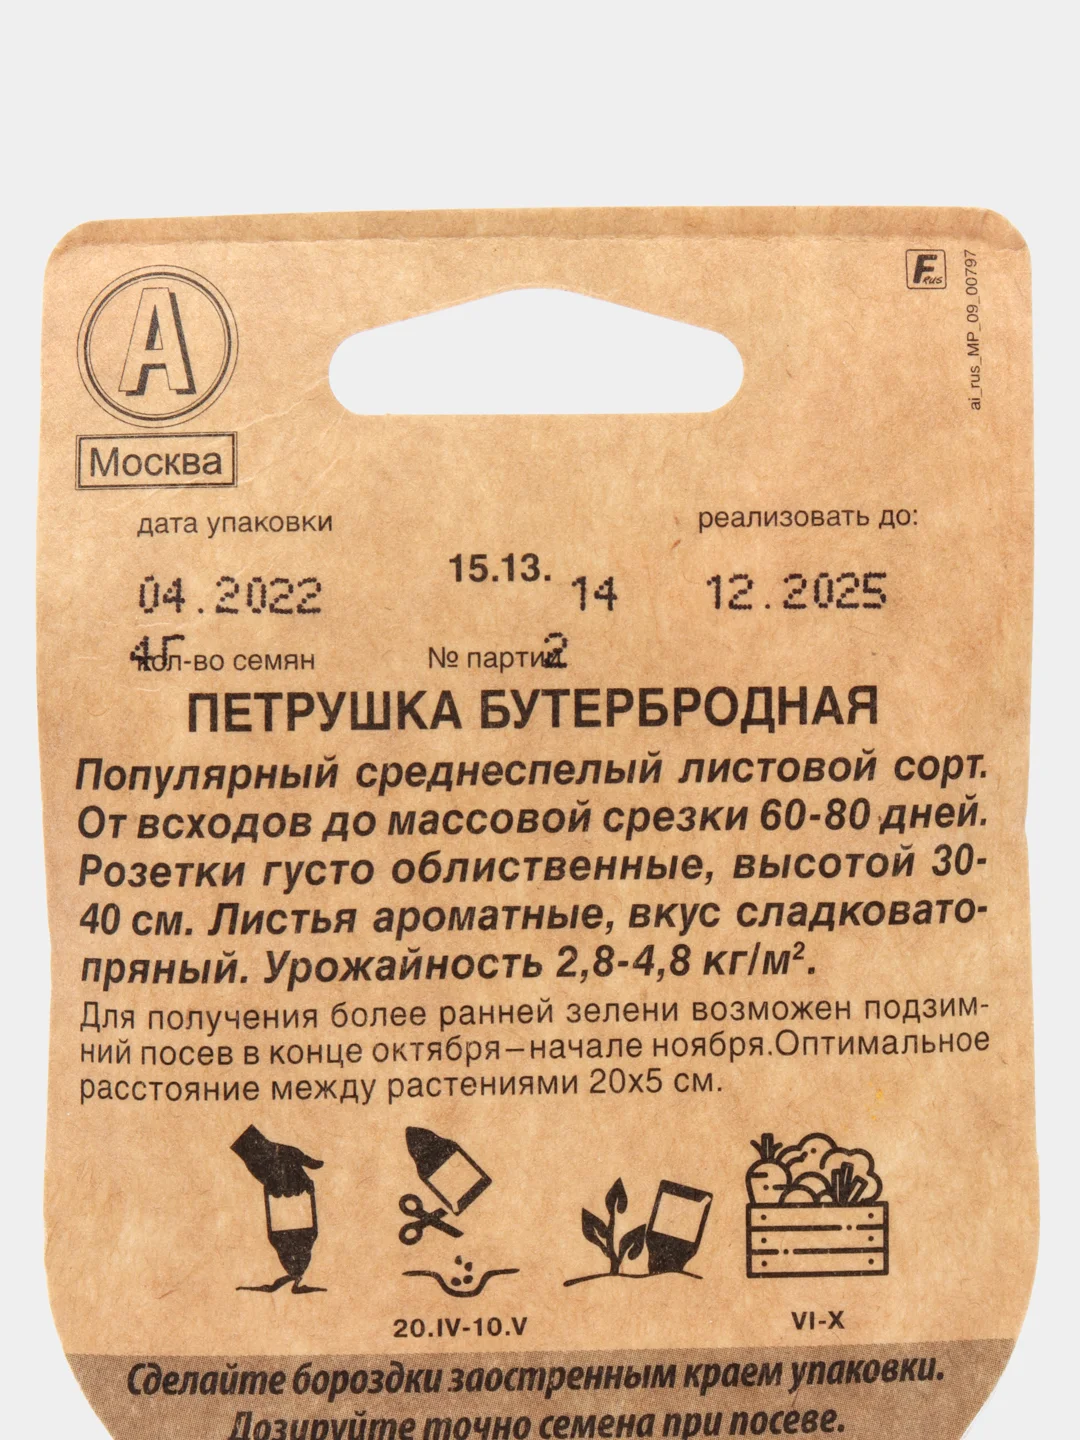 А
F RUS
ai_rus_MP_09_00797
Москва
дата упаковки
реализовать до:
15.13.
04.2022
14
12.2025
4Г
2
кол-во семян
№ партии
ПЕТРУШКА БУТЕРБРОДНАЯ
Популярный среднеспелый листовой сорт.
От всходов до массовой срезки 60-80 дней.
Розетки густо облиственные, высотой 30-
40 см. Листья ароматные, вкус сладковато-
пряный. Урожайность 2,8-4,8 кг/м².
Для получения более ранней зелени возможен подзим-
ний посев в конце октября–начале ноября.Оптимальное
расстояние между растениями 20х5 см.
20.IV-10.V
VI-X
Сделайте бороздки заостренным краем упаковки.
Дозируйте точно семена при посеве.